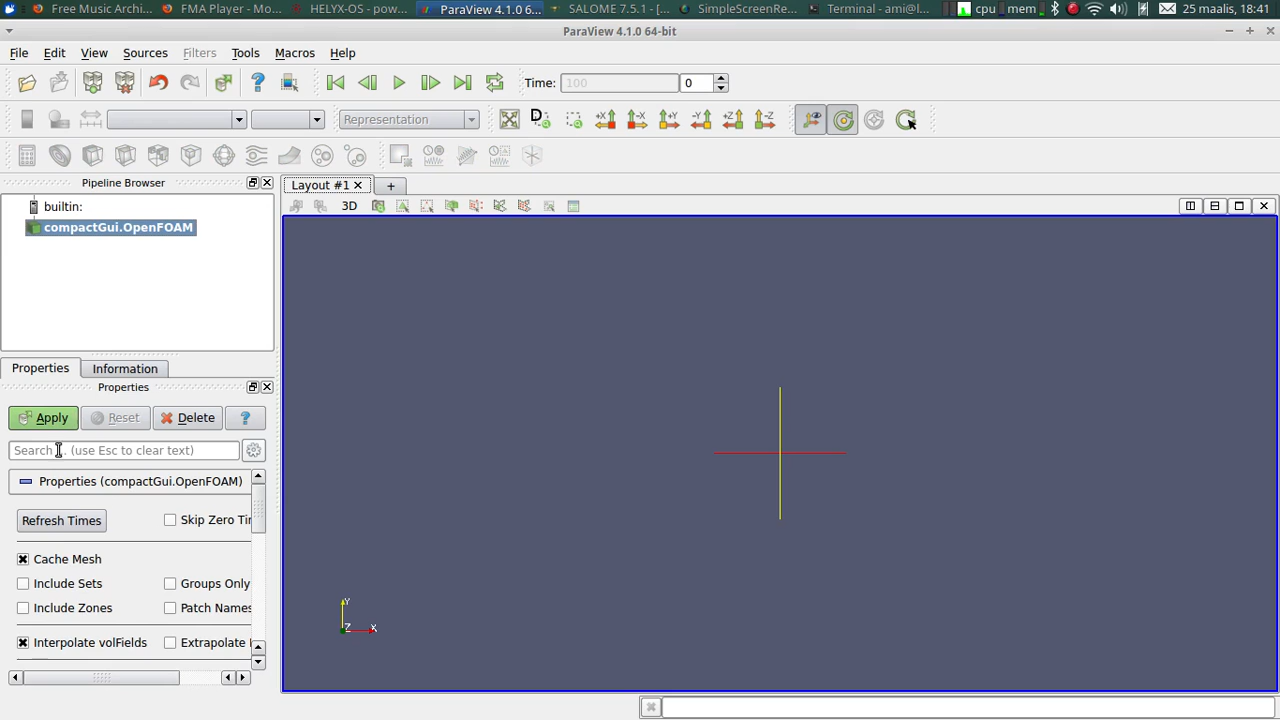 Free Music Archi...
FMA Player - Mo...
HELYX-OS - pow...
ParaView 4.1.0 6...
SALOME 7.5.1 - [...
SimpleScreenRe...
Terminal - ami@l...
cpu
mem
25 maalis, 18:41
ParaView 4.1.0 64-bit
File Edit View Sources Filters Tools Macros Help
Time: 100 0
Representation
D
+X -X +Y -Y +Z -Z
Pipeline Browser
builtin:
compactGui.OpenFOAM
Layout #1
3D
Properties Information
Properties
Apply Reset Delete ?
Search ... (use Esc to clear text)
Properties (compactGui.OpenFOAM)
Refresh Times Skip Zero Tir
Cache Mesh
Include Sets Groups Only
Include Zones Patch Names
Interpolate volFields Extrapolate
Y
Z X